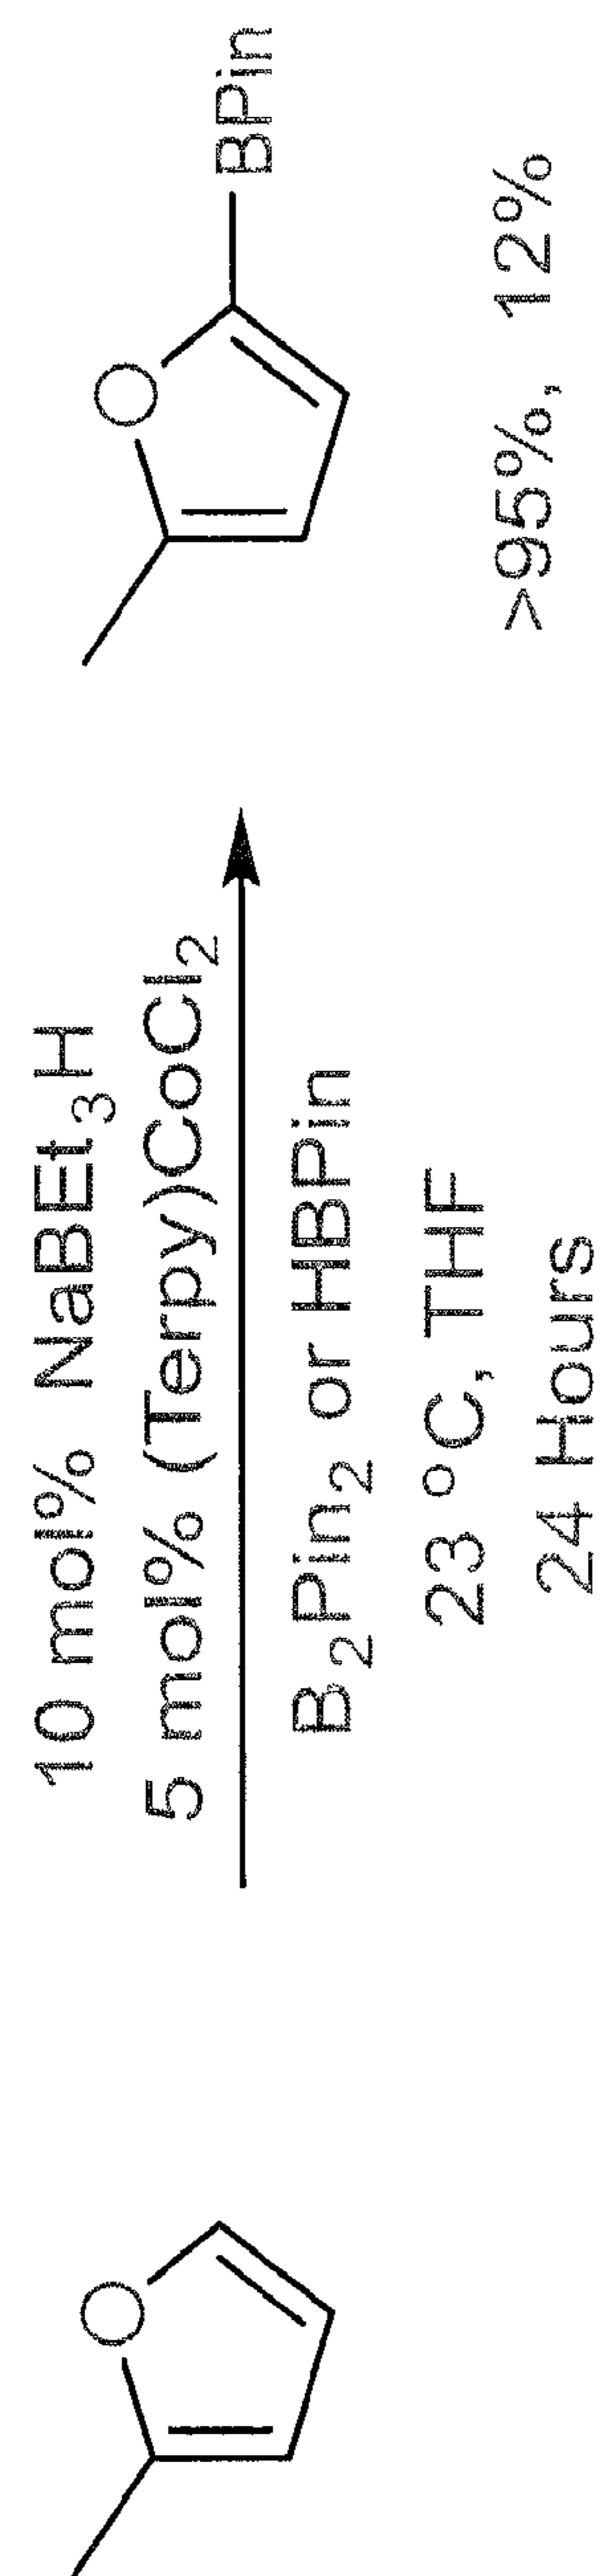 O
10 mol% NaBEt3H
5 mol% (Terpy)CoCl2
B2Pin2 or HBPin
23 °C, THF
24 Hours
O
BPin
>95%, 12%